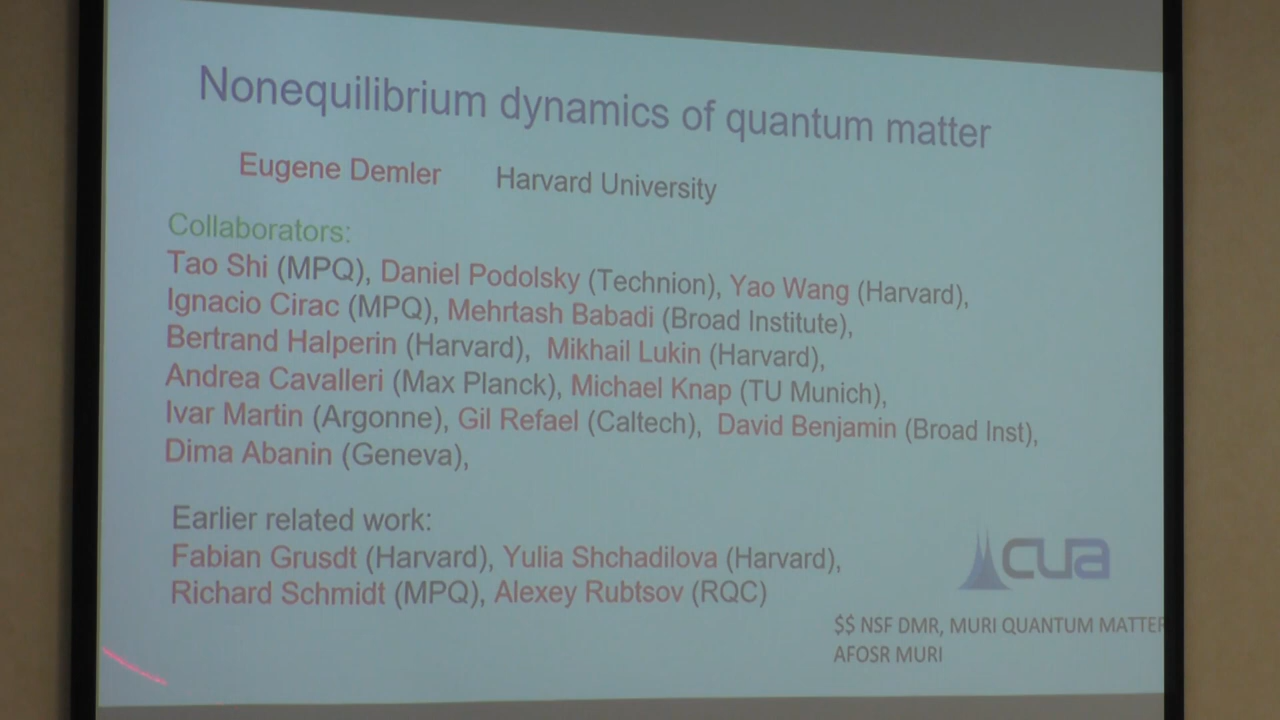 Nonequilibrium dynamics of quantum matter
Eugene Demler Harvard University
Collaborators:
Tao Shi (MPQ), Daniel Podolsky (Technion), Yao Wang (Harvard),
Ignacio Cirac (MPQ), Mehrtash Babadi (Broad Institute),
Bertrand Halperin (Harvard), Mikhail Lukin (Harvard),
Andrea Cavalleri (Max Planck), Michael Knap (TU Munich),
Ivar Martin (Argonne), Gil Refael (Caltech), David Benjamin (Broad Inst),
Dima Abanin (Geneva),
Earlier related work:
Fabian Grusdt (Harvard), Yulia Shchadilova (Harvard),
Richard Schmidt (MPQ), Alexey Rubtsov (RQC)
CUA
$$ NSF DMR, MURI QUANTUM MATTER
AFOSR MURI